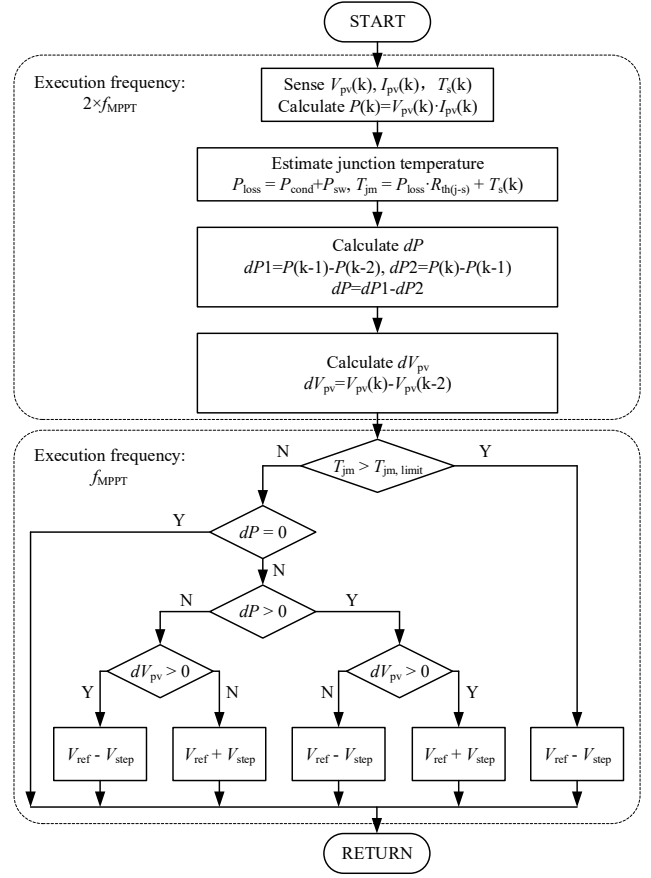 START
Execution frequency:
2×fMPPT
Sense Vpv(k), Ipv(k), Ts(k)
Calculate P(k)=Vpv(k)·Ipv(k)
Estimate junction temperature
Ploss = Pcond+Psw, Tjm = Ploss·Rth(j-s) + Ts(k)
Calculate dP
dP1=P(k-1)-P(k-2), dP2=P(k)-P(k-1)
dP=dP1-dP2
Calculate dVpv
dVpv=Vpv(k)-Vpv(k-2)
Execution frequency:
fMPPT
N
Tjm > Tjm, limit
Y
Y
dP = 0
N
N
dP > 0
Y
dVpv > 0
dVpv > 0
Y
N
N
Y
Vref - Vstep
Vref + Vstep
Vref - Vstep
Vref + Vstep
Vref - Vstep
RETURN